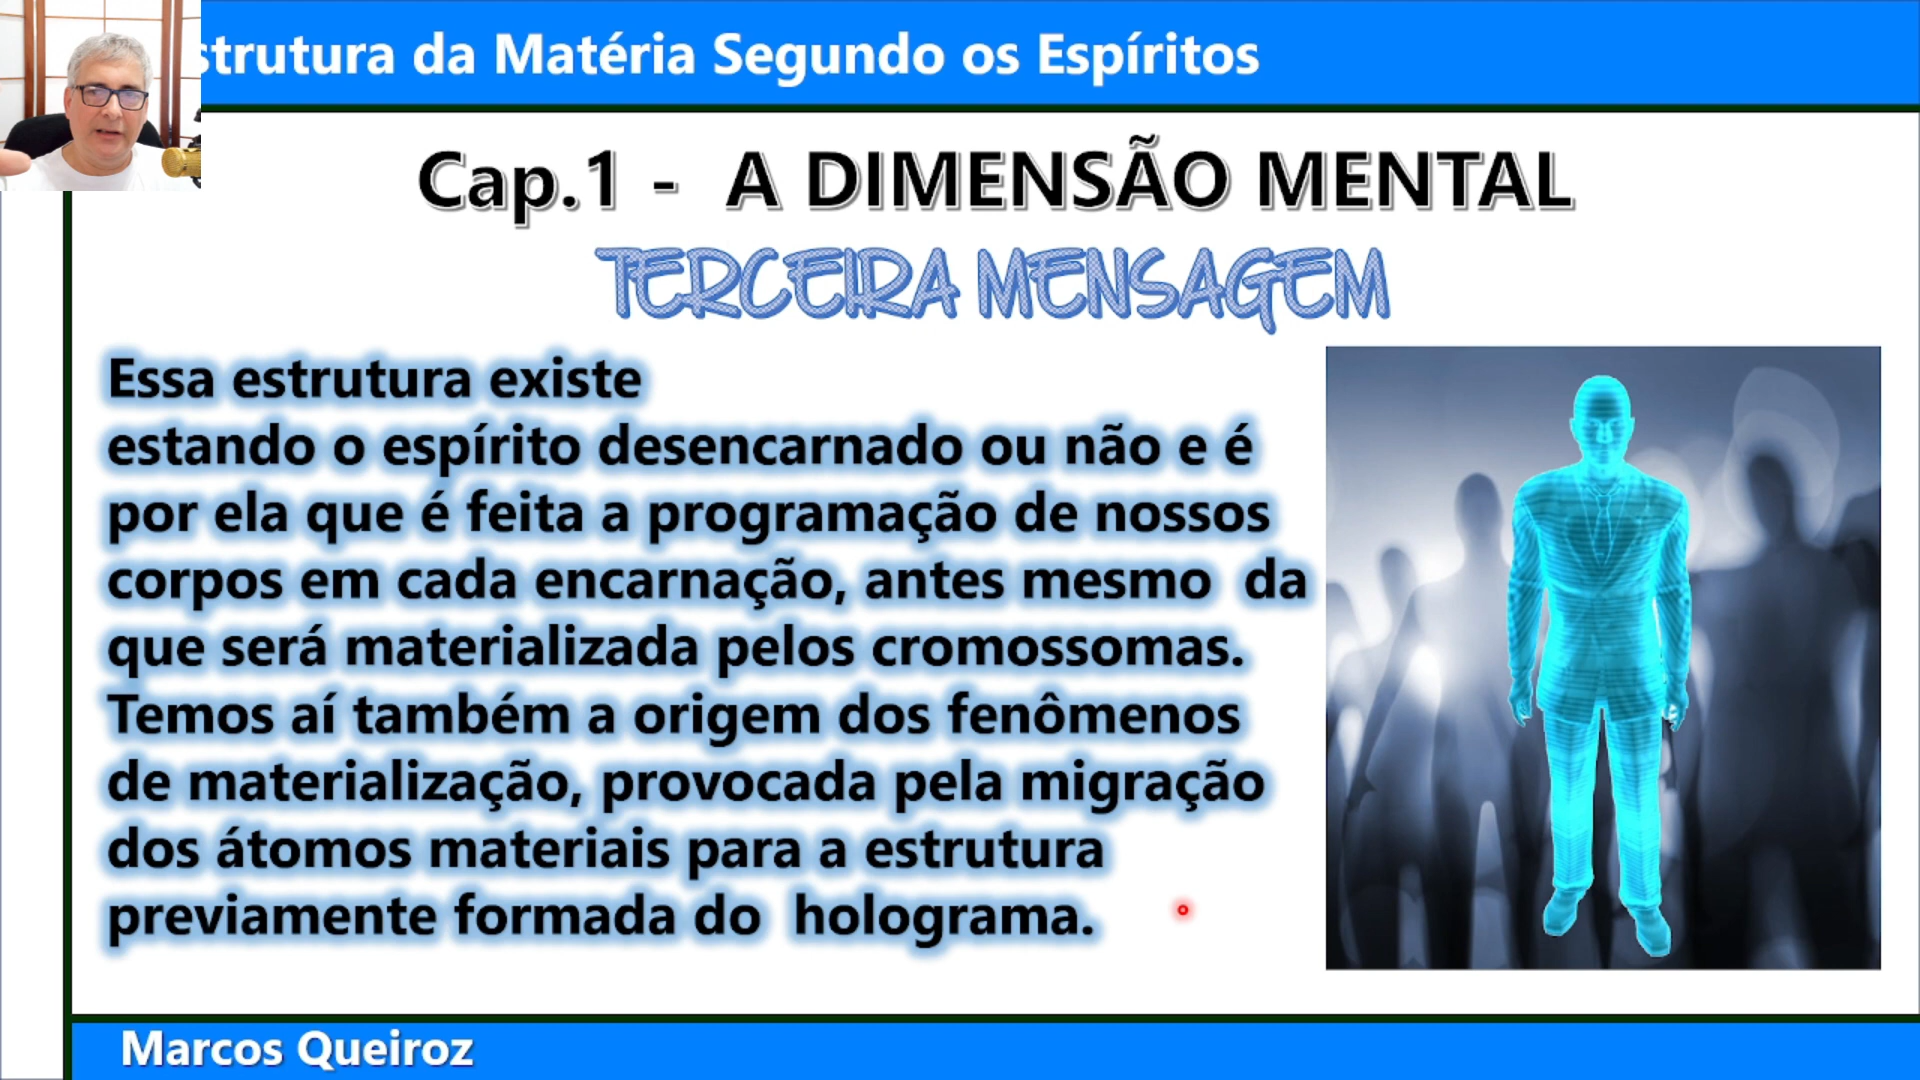 strutura da Matéria Segundo os Espíritos
Cap.1 - A DIMENSÃO MENTAL
TERCEIRA MENSAGEM
Essa estrutura existe
estando o espírito desencarnado ou não e é
por ela que é feita a programação de nossos
corpos em cada encarnação, antes mesmo da
que será materializada pelos cromossomas.
Temos aí também a origem dos fenômenos
de materialização, provocada pela migração
dos átomos materiais para a estrutura
previamente formada do holograma.
Marcos Queiroz